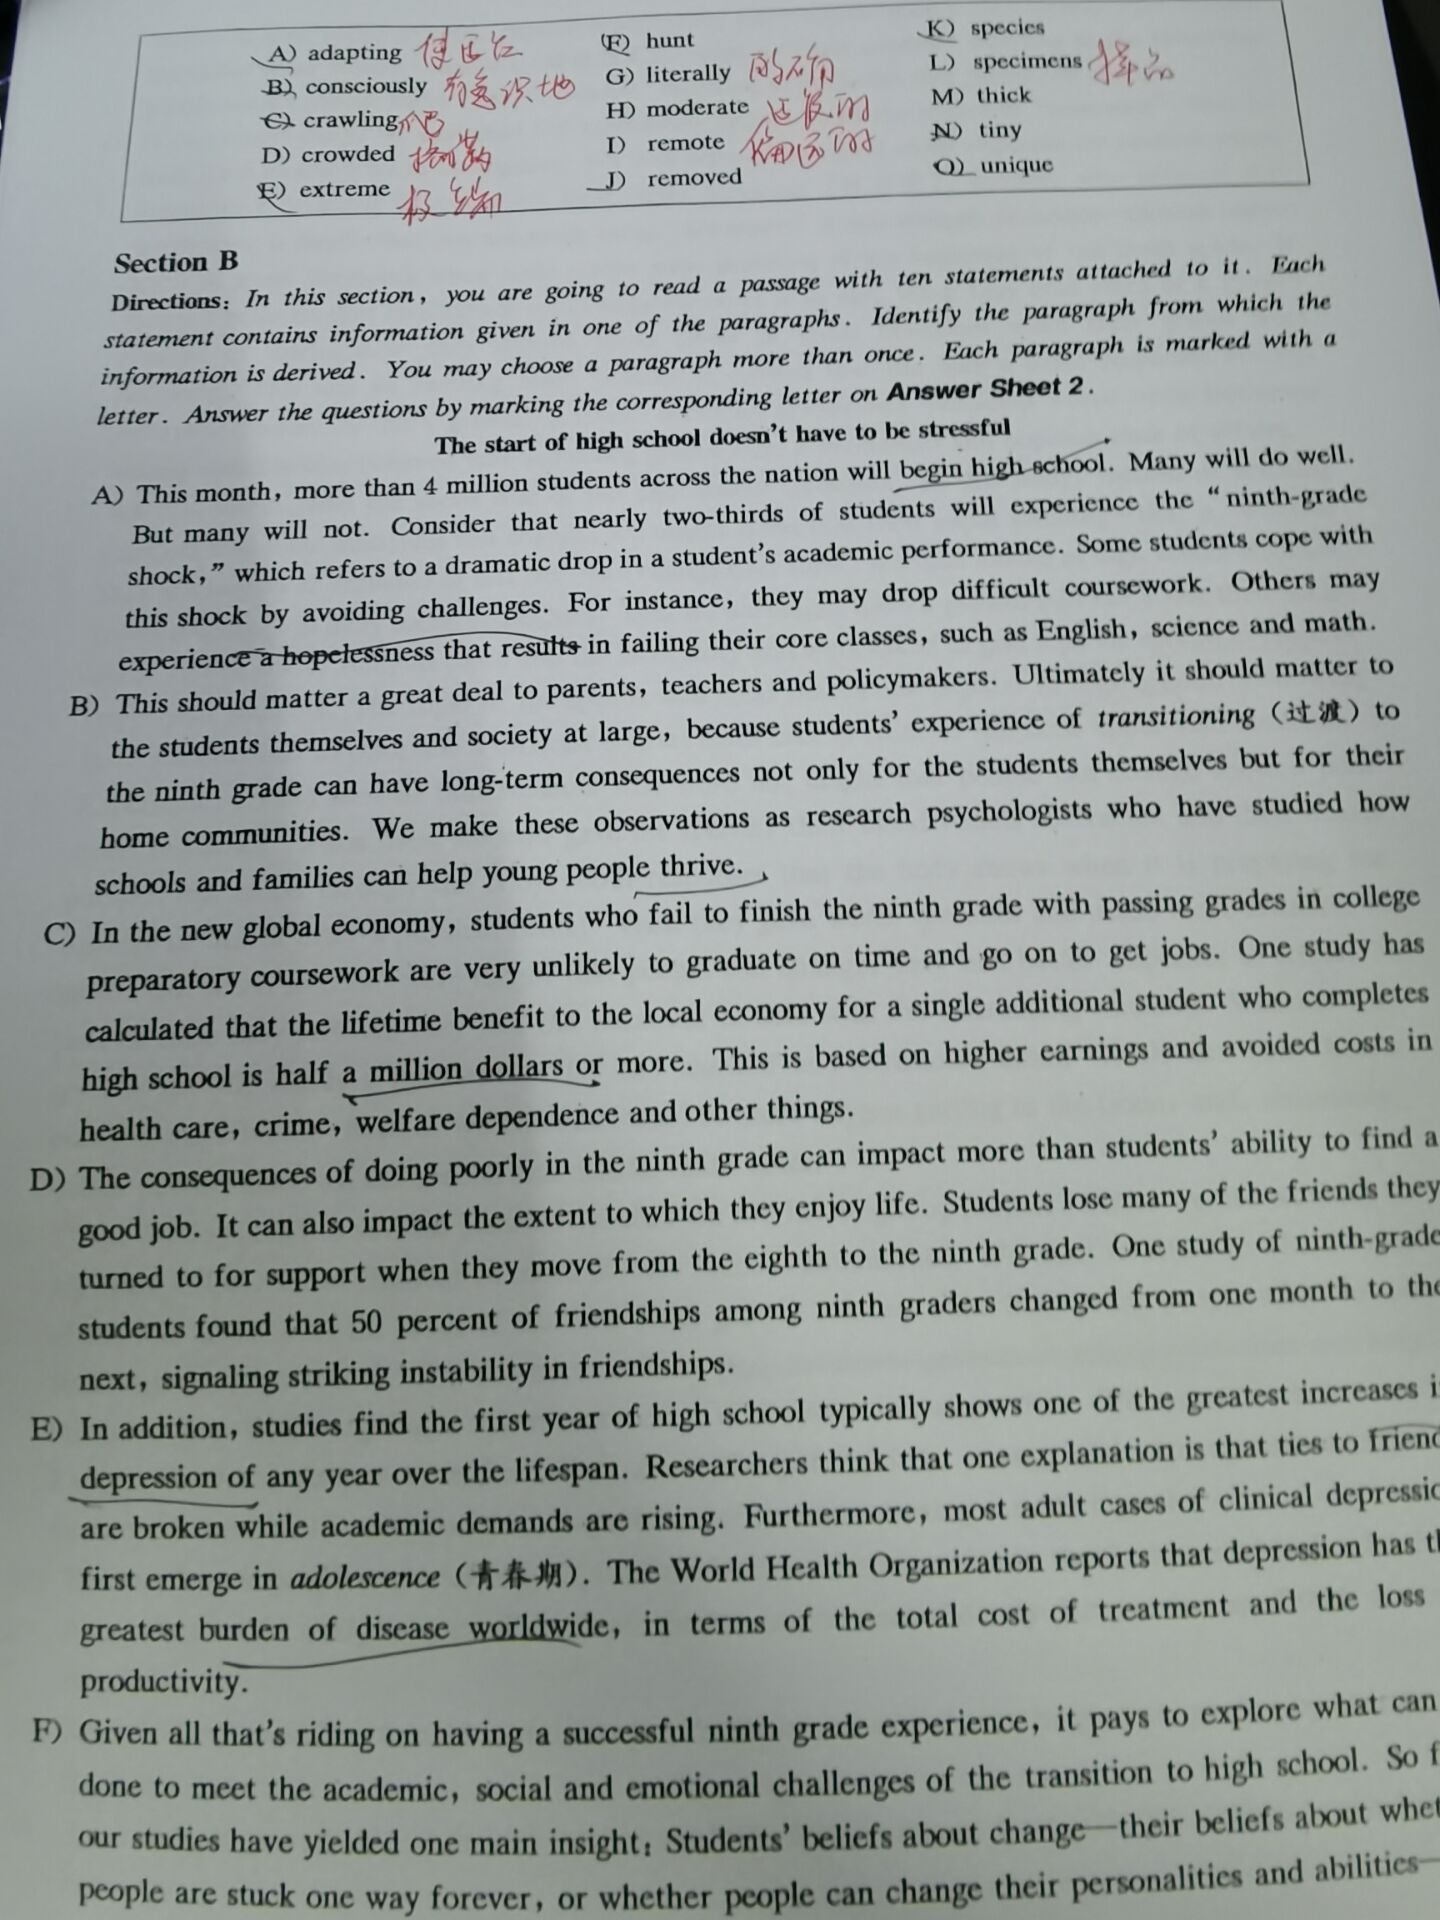 A) adapting 使适应 F) hunt K) species
B) consciously 有意识地 G) literally 的确 L) specimens 样品
C) crawling 爬 H) moderate 适度的 M) thick
D) crowded 拥挤 I) remote 偏远的 N) tiny
E) extreme 极端 J) removed O) unique
Section B
Directions: In this section, you are going to read a passage with ten statements attached to it. Each
statement contains information given in one of the paragraphs. Identify the paragraph from which the
information is derived. You may choose a paragraph more than once. Each paragraph is marked with a
letter. Answer the questions by marking the corresponding letter on Answer Sheet 2.
The start of high school doesn't have to be stressful
A) This month, more than 4 million students across the nation will begin high school. Many will do well.
But many will not. Consider that nearly two-thirds of students will experience the “ninth-grade
shock,” which refers to a dramatic drop in a student's academic performance. Some students cope with
this shock by avoiding challenges. For instance, they may drop difficult coursework. Others may
experience a hopelessness that results in failing their core classes, such as English, science and math.
B) This should matter a great deal to parents, teachers and policymakers. Ultimately it should matter to
the students themselves and society at large, because students' experience of transitioning (过渡) to
the ninth grade can have long-term consequences not only for the students themselves but for their
home communities. We make these observations as research psychologists who have studied how
schools and families can help young people thrive.
C) In the new global economy, students who fail to finish the ninth grade with passing grades in college
preparatory coursework are very unlikely to graduate on time and go on to get jobs. One study has
calculated that the lifetime benefit to the local economy for a single additional student who completes
high school is half a million dollars or more. This is based on higher earnings and avoided costs in
health care, crime, welfare dependence and other things.
D) The consequences of doing poorly in the ninth grade can impact more than students' ability to find a
good job. It can also impact the extent to which they enjoy life. Students lose many of the friends they
turned to for support when they move from the eighth to the ninth grade. One study of ninth-grade
students found that 50 percent of friendships among ninth graders changed from one month to the
next, signaling striking instability in friendships.
E) In addition, studies find the first year of high school typically shows one of the greatest increases i
depression of any year over the lifespan. Researchers think that one explanation is that ties to friend
are broken while academic demands are rising. Furthermore, most adult cases of clinical depressio
first emerge in adolescence (青春期). The World Health Organization reports that depression has th
greatest burden of disease worldwide, in terms of the total cost of treatment and the loss
productivity.
F) Given all that's riding on having a successful ninth grade experience, it pays to explore what can
done to meet the academic, social and emotional challenges of the transition to high school. So f
our studies have yielded one main insight: Students' beliefs about change—their beliefs about whet
people are stuck one way forever, or whether people can change their personalities and abilities—